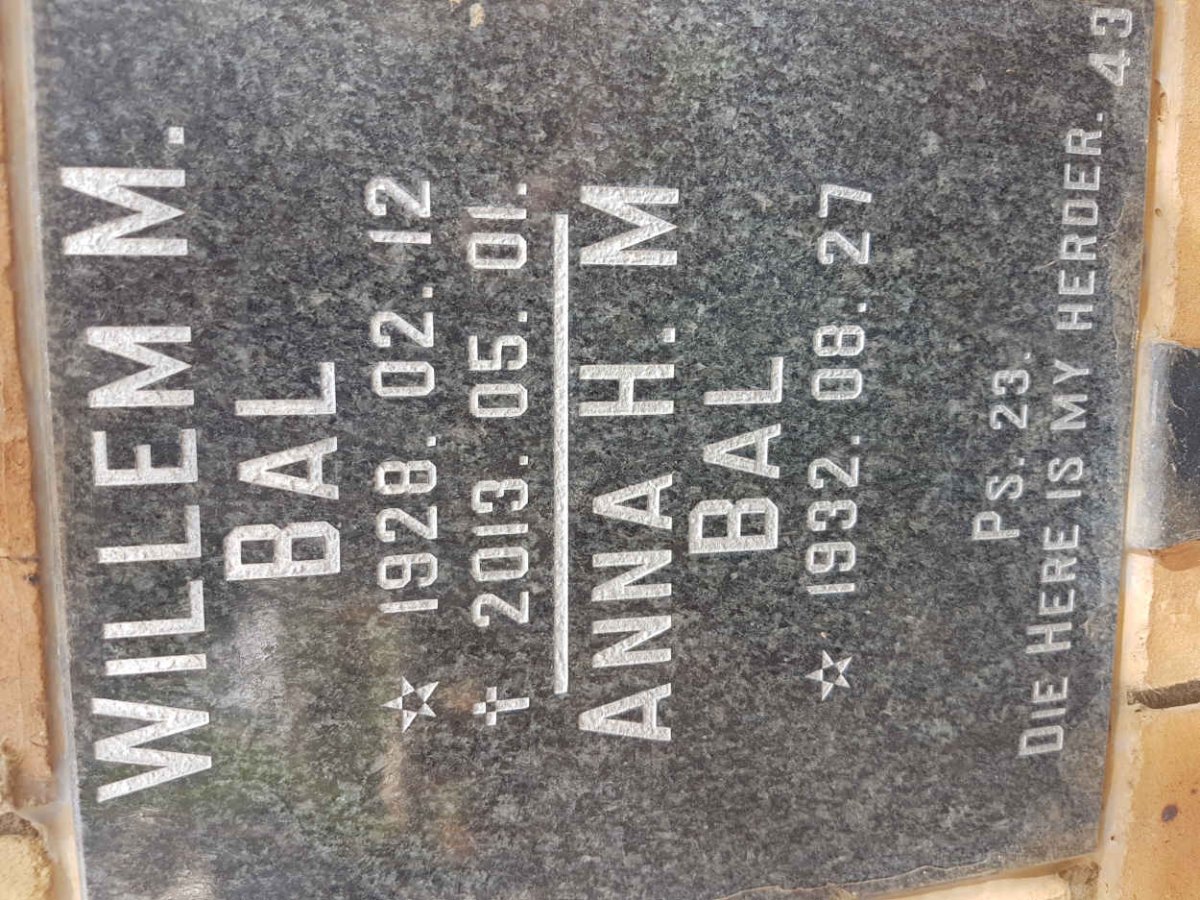 WILLEM M.
BAL
☆ 1928. 02. 12
✝ 2013. 05. 01.
ANNA H. M
BAL
☆ 1932. 08. 27
PS. 23.
DIE HERE IS MY HERDER.
43